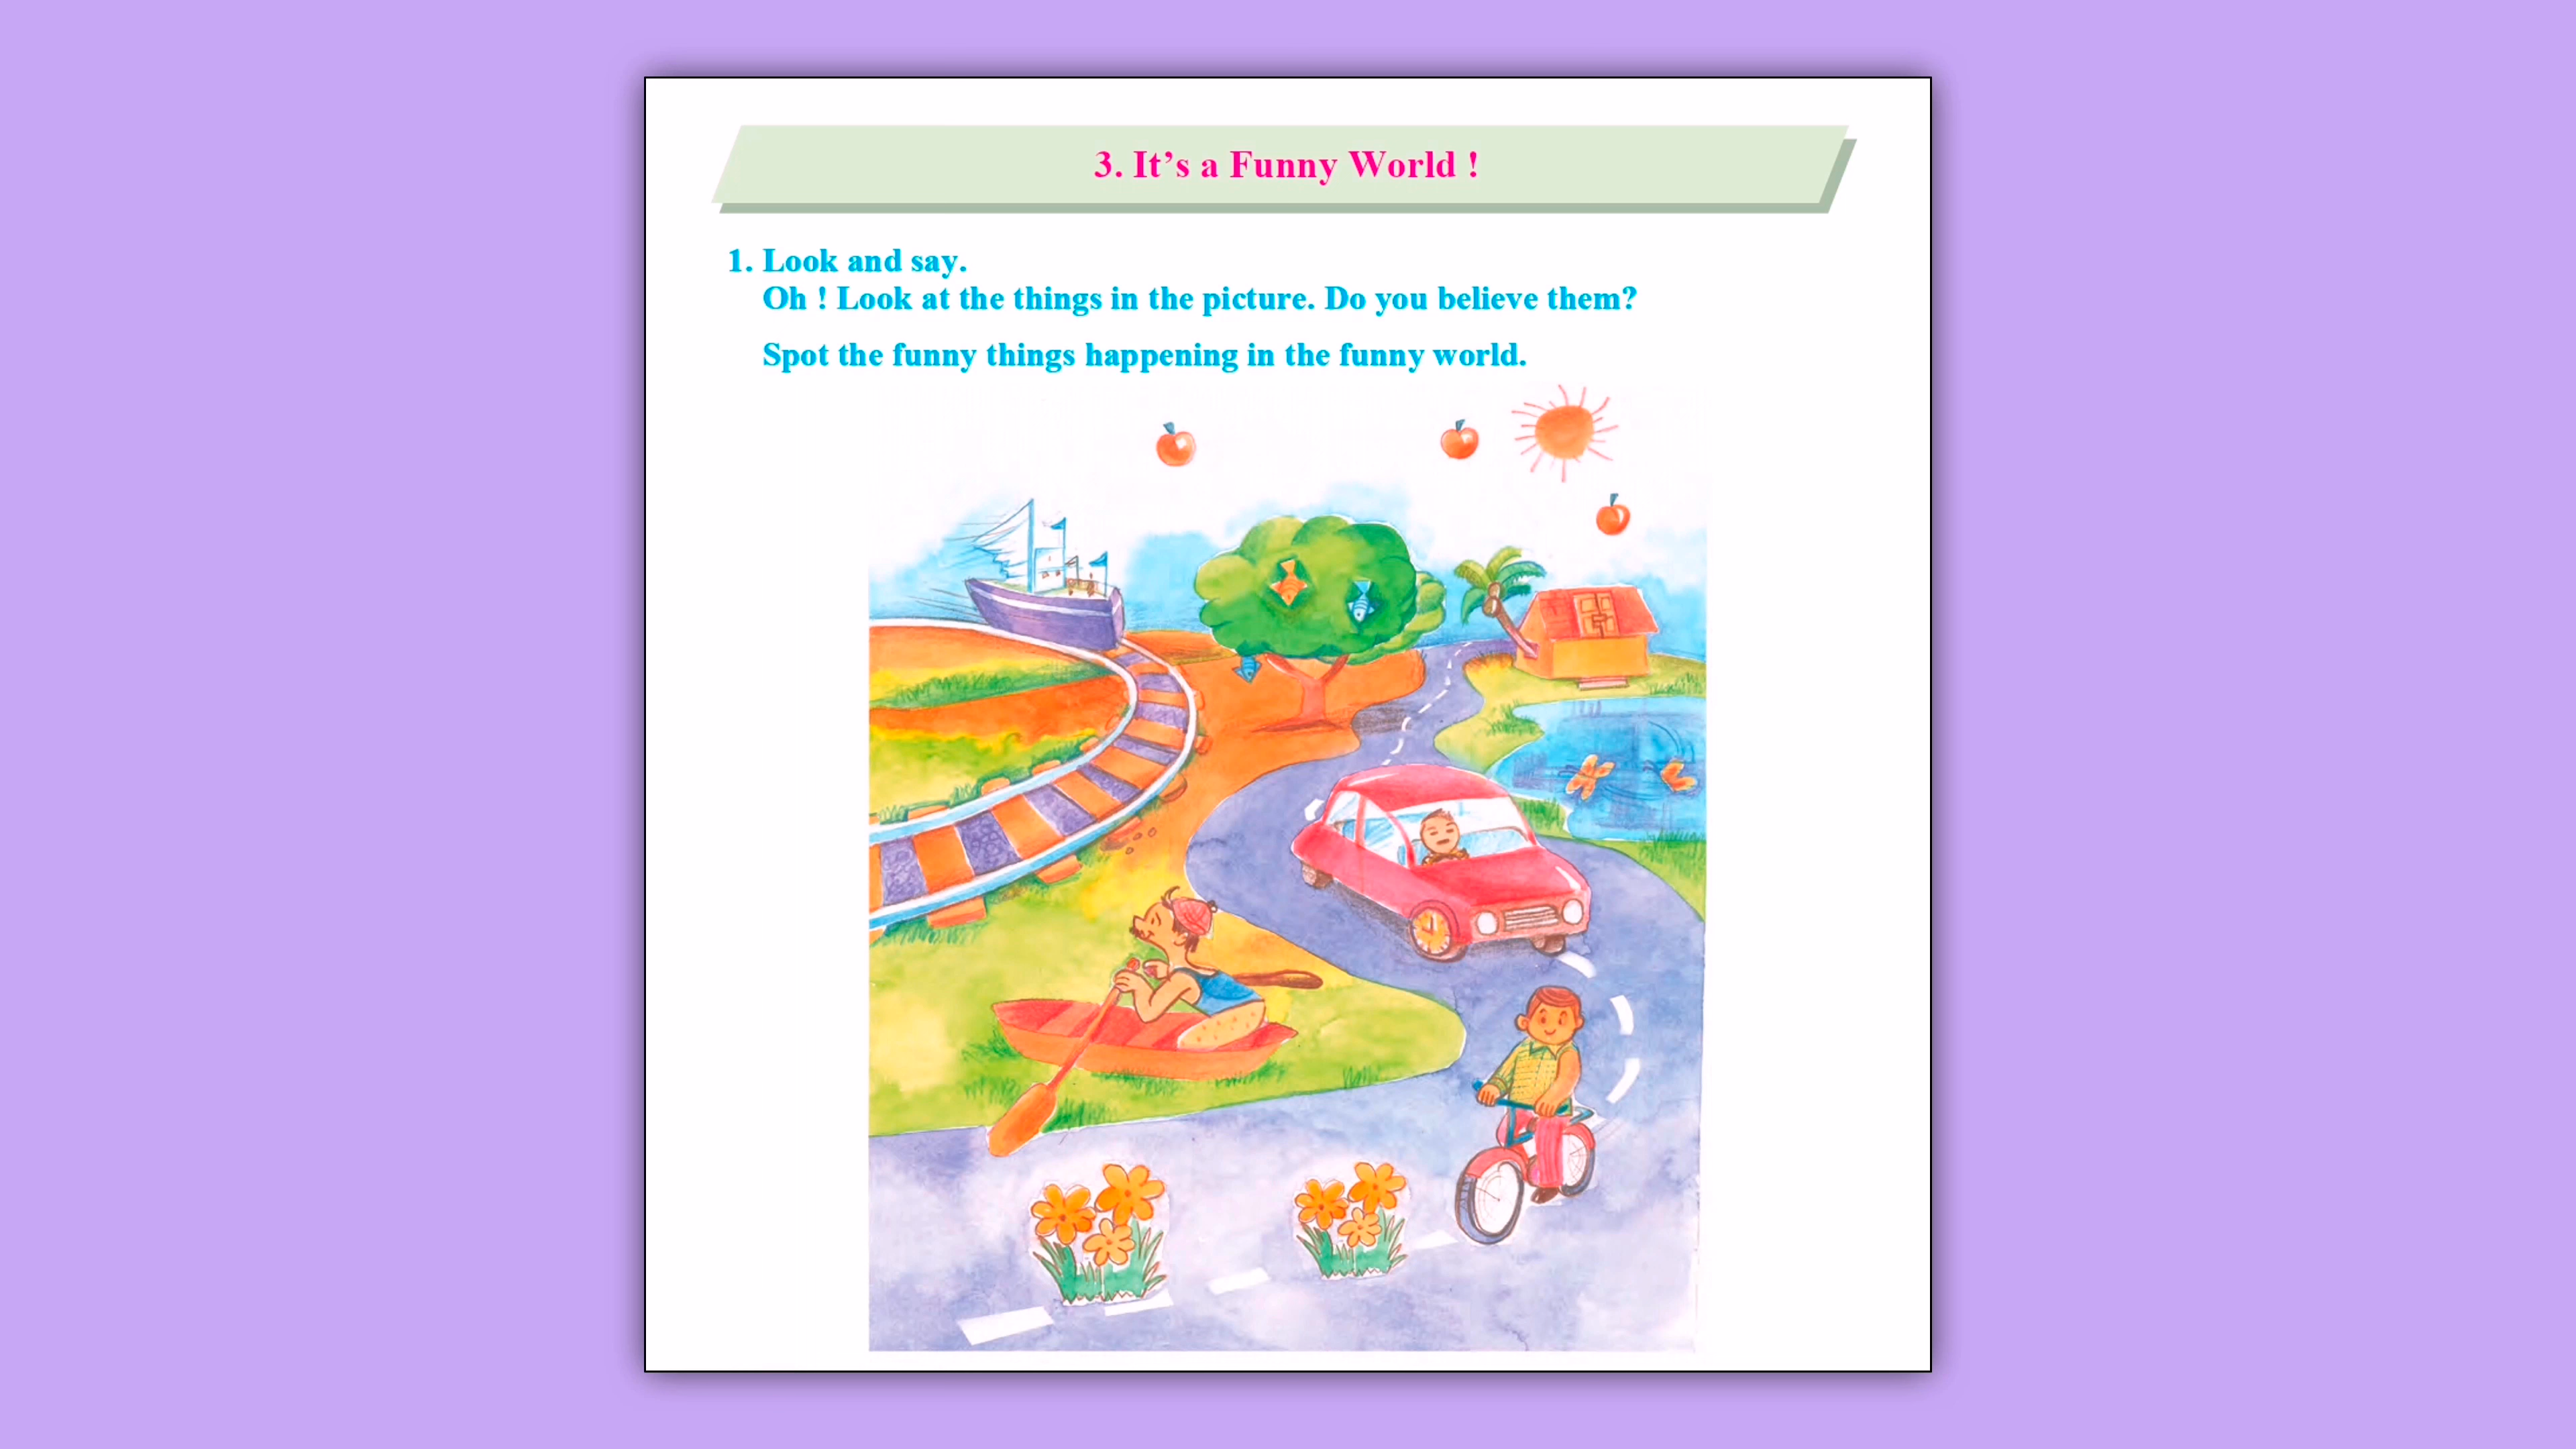 3. It’s a Funny World !
1. Look and say.
Oh ! Look at the things in the picture. Do you believe them?
Spot the funny things happening in the funny world.